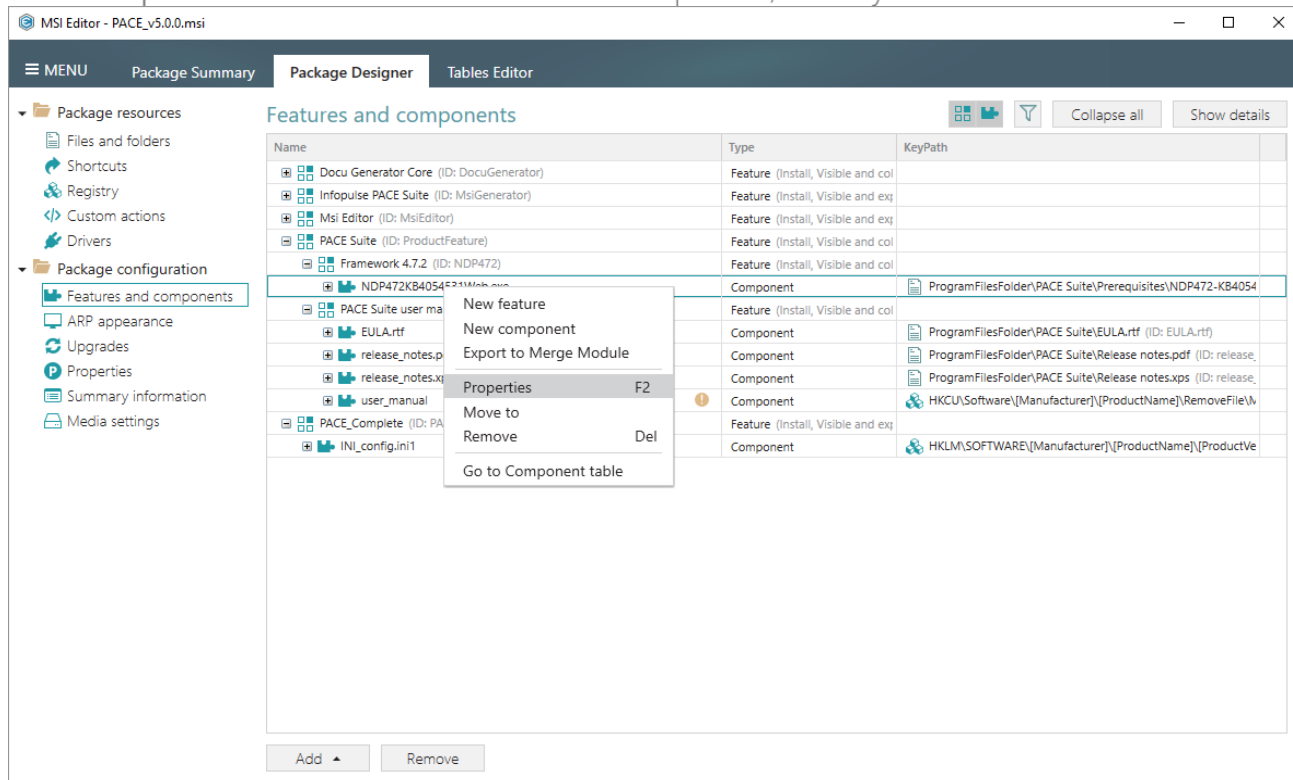 MSI Editor - PACE_v5.0.0.msi
MENU Package Summary Package Designer Tables Editor
Package resources
Files and folders
Shortcuts
Registry
Custom actions
Drivers
Package configuration
Features and components
ARP appearance
Upgrades
Properties
Summary information
Media settings
Features and components
Collapse all Show details
Name Type KeyPath
Docu Generator Core (ID: DocuGenerator) Feature (Install, Visible and col
Infopulse PACE Suite (ID: MsiGenerator) Feature (Install, Visible and exp
Msi Editor (ID: MsiEditor) Feature (Install, Visible and exp
PACE Suite (ID: ProductFeature) Feature (Install, Visible and col
Framework 4.7.2 (ID: NDP472) Feature (Install, Visible and col
NDP472KB4054531Web.exe Component ProgramFilesFolder\PACE Suite\Prerequisites\NDP472-KB4054
PACE Suite user ma Feature (Install, Visible and col
EULA.rtf Component ProgramFilesFolder\PACE Suite\EULA.rtf (ID: EULA.rtf)
release_notes.p Component ProgramFilesFolder\PACE Suite\Release notes.pdf (ID: release_
release_notes.x Component ProgramFilesFolder\PACE Suite\Release notes.xps (ID: release_
user_manual Component HKCU\Software\[Manufacturer]\[ProductName]\RemoveFile\
PACE_Complete (ID: PA Feature (Install, Visible and exp
INI_config.ini1 Component HKLM\SOFTWARE\[Manufacturer]\[ProductName]\[ProductVe
New feature
New component
Export to Merge Module
Properties F2
Move to
Remove Del
Go to Component table
Add Remove